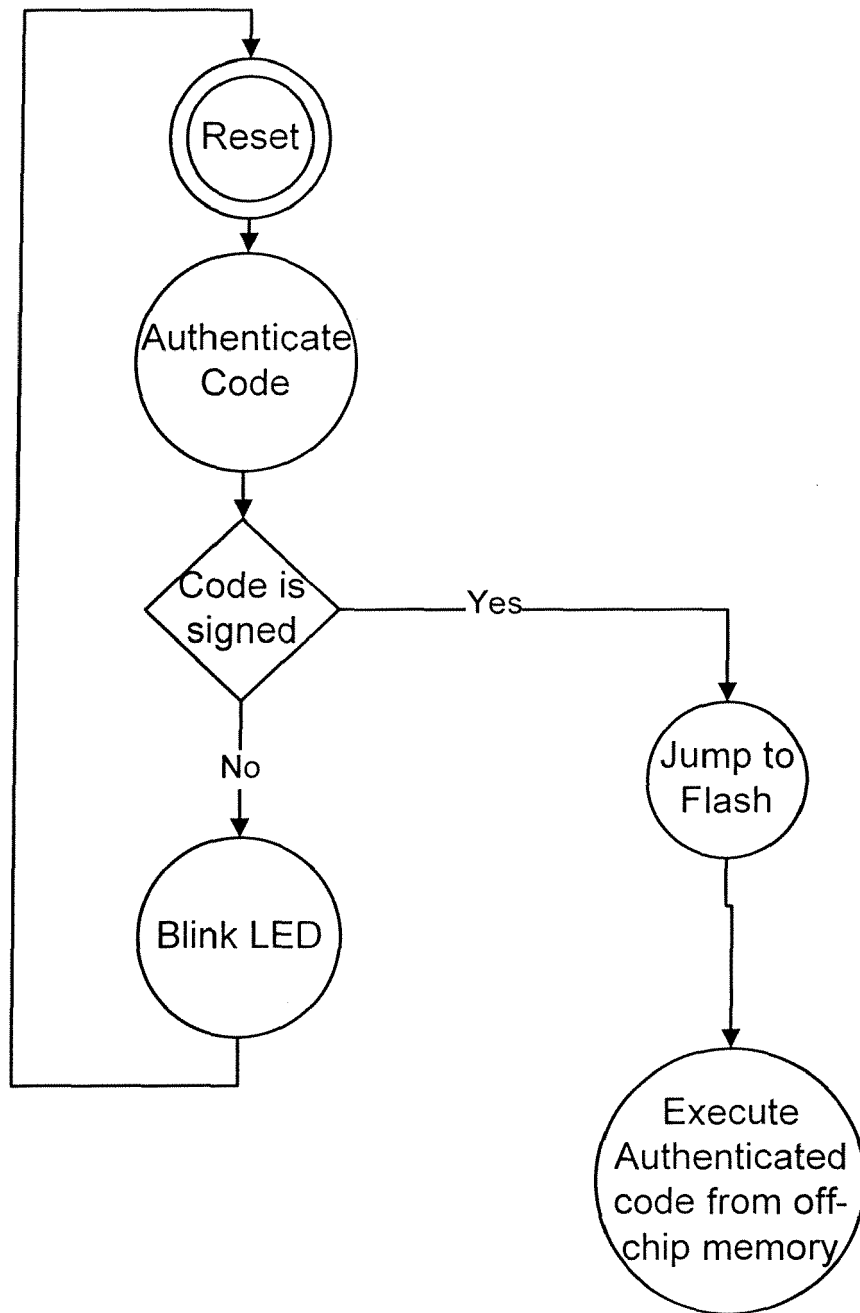 Reset
Authenticate
Code
Code is
signed
Yes
No
Jump to
Flash
Blink LED
Execute
Authenticated
code from off-
chip memory